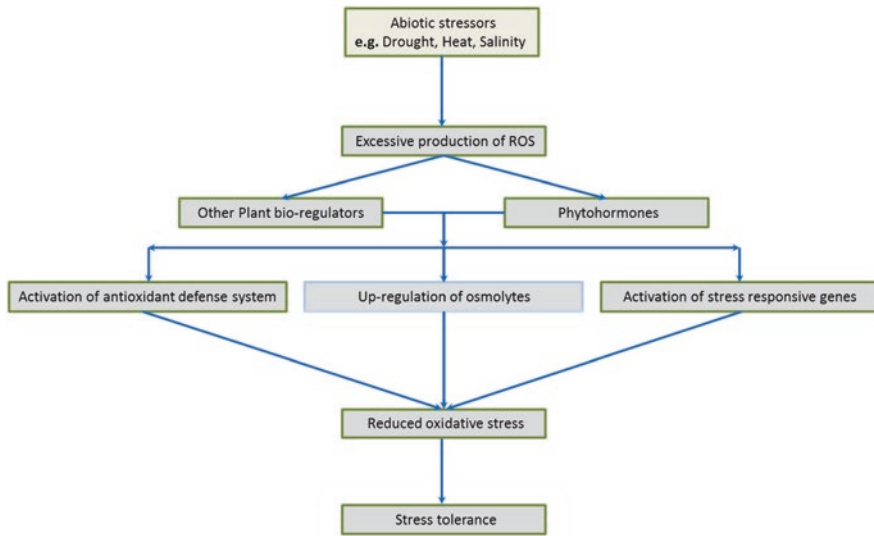 Abiotic stressors
e.g. Drought, Heat, Salinity
Excessive production of ROS
Other Plant bio-regulators
Phytohormones
Activation of antioxidant defense system
Up-regulation of osmolytes
Activation of stress responsive genes
Reduced oxidative stress
Stress tolerance